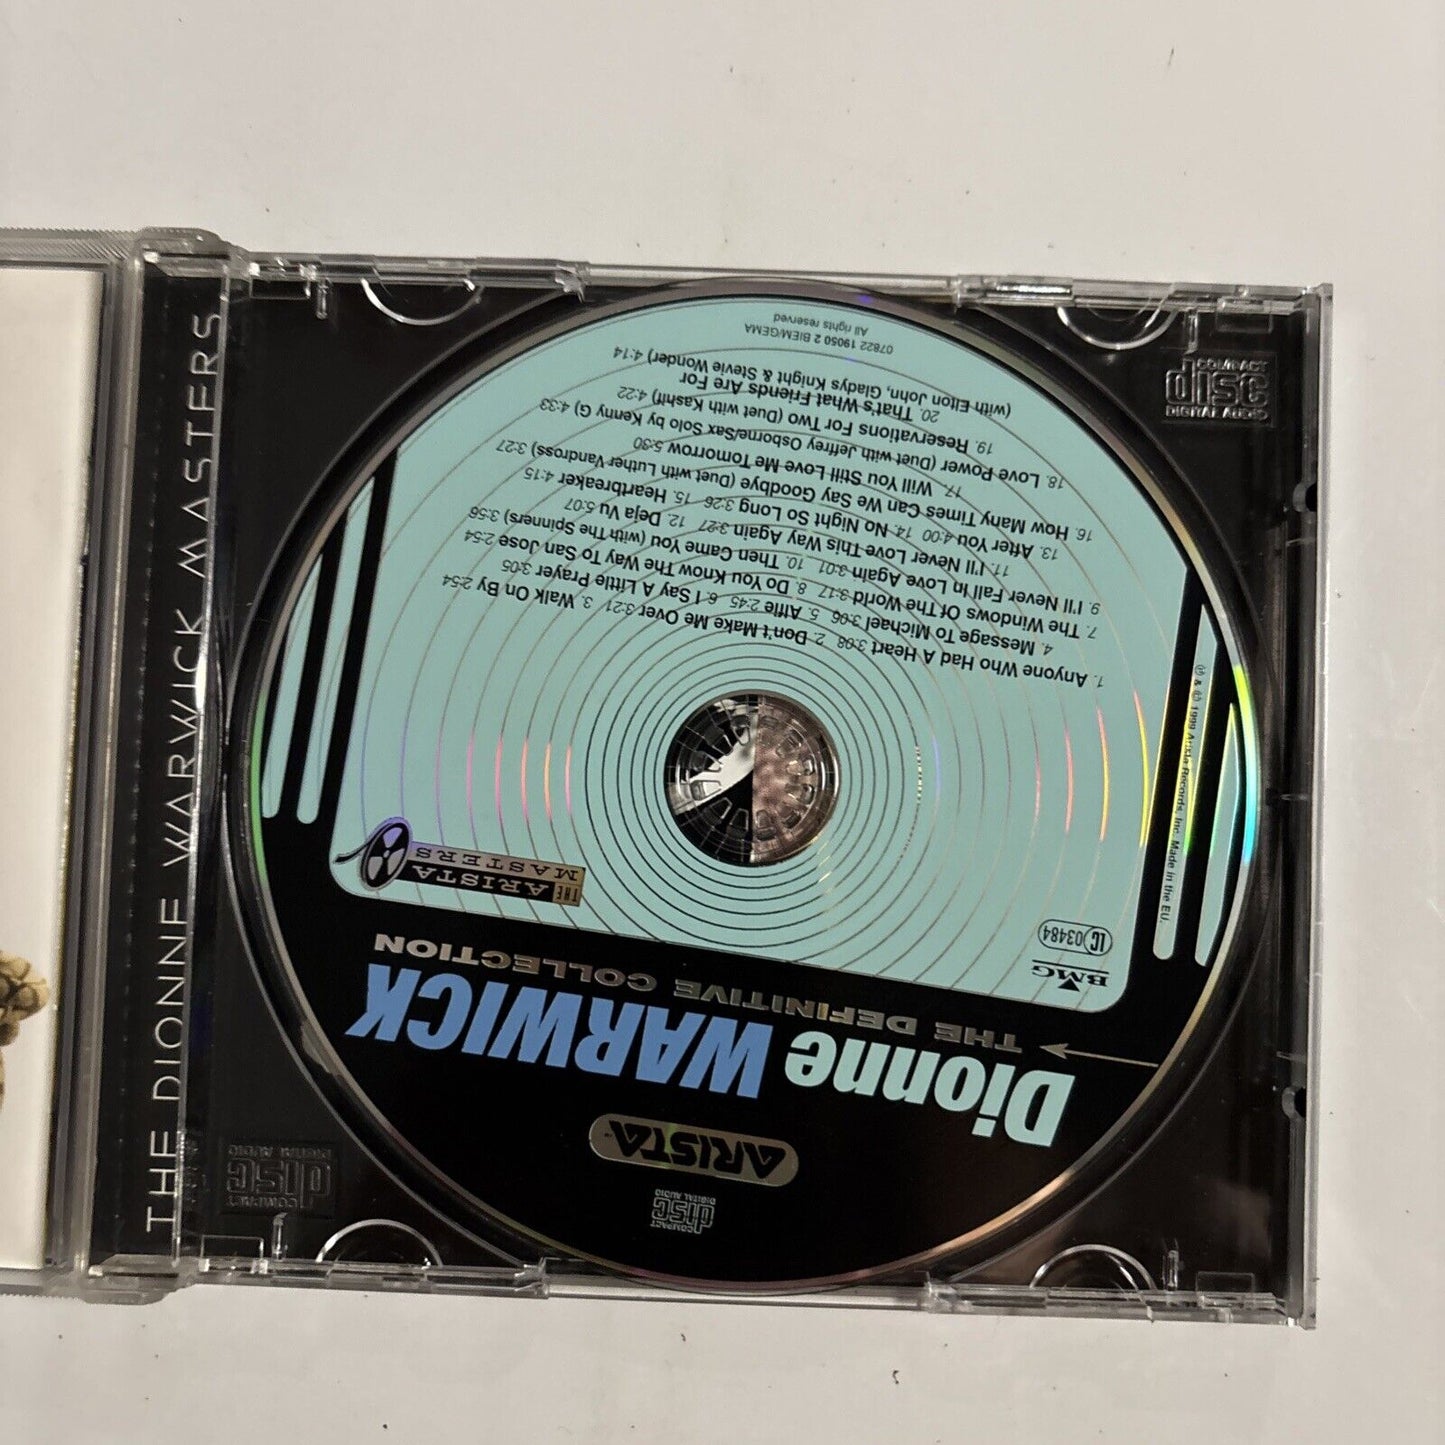 THE DIONNE WARWICK MASTERS
COMPACT
disc
DIGITAL AUDIO
COMPACT
disc
DIGITAL AUDIO
COMPACT
disc
DIGITAL AUDIO
ARISTA™
Dionne WARWICK
THE DEFINITIVE COLLECTION
BMG
LC 03484
THE ARISTA
MASTERS
℗ & © 1999 Arista Records, Inc. Made in the EU.
1. Anyone Who Had A Heart 3:08 2. Don't Make Me Over 3:21 3. Walk On By 2:54
4. Message To Michael 3:06 5. Alfie 2:45 6. I Say A Little Prayer 3:05
7. The Windows Of The World 3:17 8. Do You Know The Way To San Jose 2:54
9. I'll Never Fall In Love Again 3:01 10. Then Came You (with The Spinners) 3:56
11. I'll Never Love This Way Again 3:27 12. Deja Vu 5:07
13. After You 4:00 14. No Night So Long 3:26 15. Heartbreaker 4:15
16. How Many Times Can We Say Goodbye (Duet with Luther Vandross) 3:27
17. Will You Still Love Me Tomorrow 5:30
18. Love Power (Duet with Jeffrey Osborne/Sax Solo by Kenny G) 4:33
19. Reservations For Two (Duet with Kashif) 4:22
20. That's What Friends Are For
(with Elton John, Gladys Knight & Stevie Wonder) 4:14
07822 19050 2 BIEM/GEMA
All rights reserved